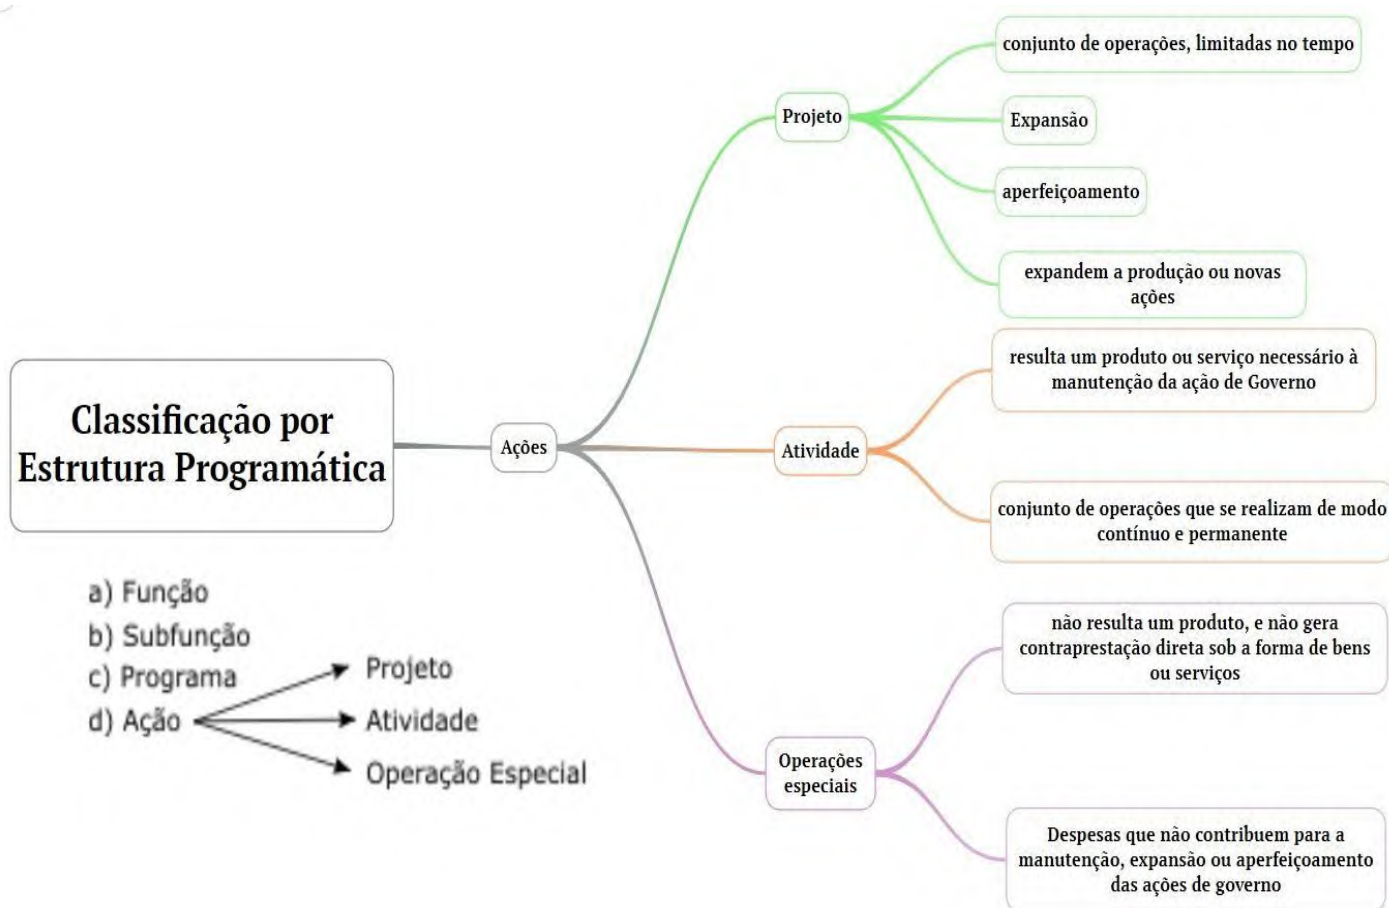 Classificação por
Estrutura Programática
Ações
Projeto
conjunto de operações, limitadas no tempo
Expansão
aperfeiçoamento
expandem a produção ou novas
ações
Atividade
resulta um produto ou serviço necessário à
manutenção da ação de Governo
conjunto de operações que se realizam de modo
contínuo e permanente
Operações
especiais
não resulta um produto, e não gera
contraprestação direta sob a forma de bens
ou serviços
Despesas que não contribuem para a
manutenção, expansão ou aperfeiçoamento
das ações de governo
a) Função
b) Subfunção
c) Programa
d) Ação
Projeto
Atividade
Operação Especial